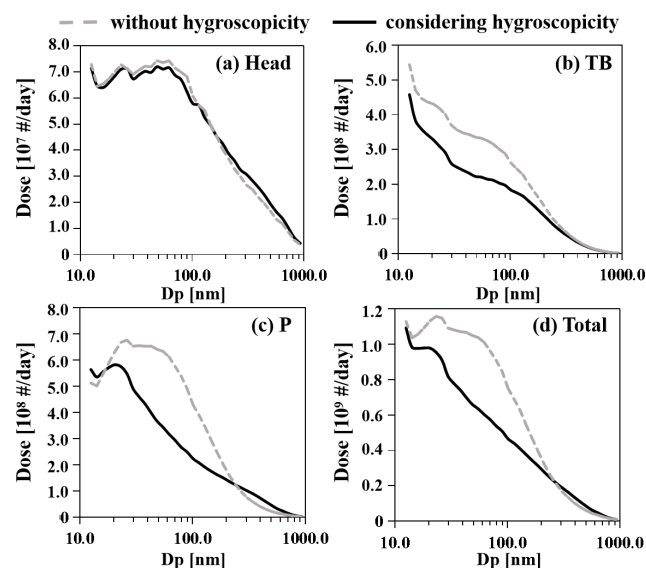 without hygroscopicity considering hygroscopicity
(a) Head
Dose [10⁷ #/day]
8.0
7.0
6.0
5.0
4.0
3.0
2.0
1.0
0
10.0 100.0 1000.0
Dp [nm]
(b) TB
Dose [10⁸ #/day]
6.0
5.0
4.0
3.0
2.0
1.0
0.0
10.0 100.0 1000.0
Dp [nm]
(c) P
Dose [10⁸ #/day]
8.0
7.0
6.0
5.0
4.0
3.0
2.0
1.0
0
10.0 100.0 1000.0
Dp [nm]
(d) Total
Dose [10⁹ #/day]
1.2
1.0
0.8
0.6
0.4
0.2
0
10.0 100.0 1000.0
Dp [nm]